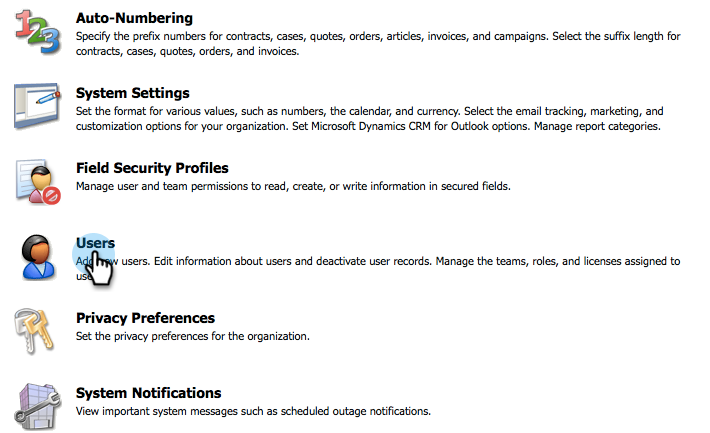 123
Auto-Numbering
Specify the prefix numbers for contracts, cases, quotes, orders, articles, invoices, and campaigns. Select the suffix length for
contracts, cases, quotes, orders, and invoices.
System Settings
Set the format for various values, such as numbers, the calendar, and currency. Select the email tracking, marketing, and
customization options for your organization. Set Microsoft Dynamics CRM for Outlook options. Manage report categories.
Field Security Profiles
Manage user and team permissions to read, create, or write information in secured fields.
Users
users. Edit information about users and deactivate user records. Manage the teams, roles, and licenses assigned to
Privacy Preferences
Set the privacy preferences for the organization.
System Notifications
View important system messages such as scheduled outage notifications.